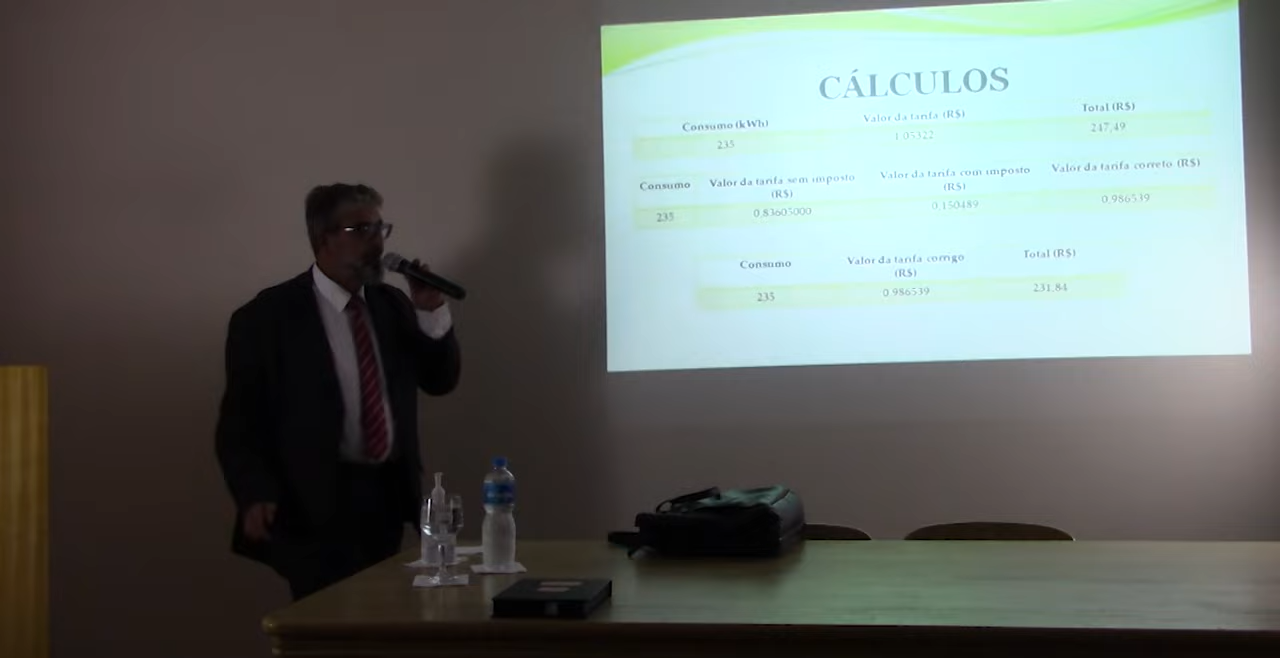 CÁLCULOS
Consumo (kWh) Valor da tarifa (R$) Total (R$)
235 1.05322 247,49
Consumo Valor da tarifa sem imposto (R$) Valor da tarifa com imposto (R$) Valor da tarifa correto (R$)
235 0,83605000 0,150489 0,986539
Consumo Valor da tarifa corrigo (R$) Total (R$)
235 0.986539 231,84